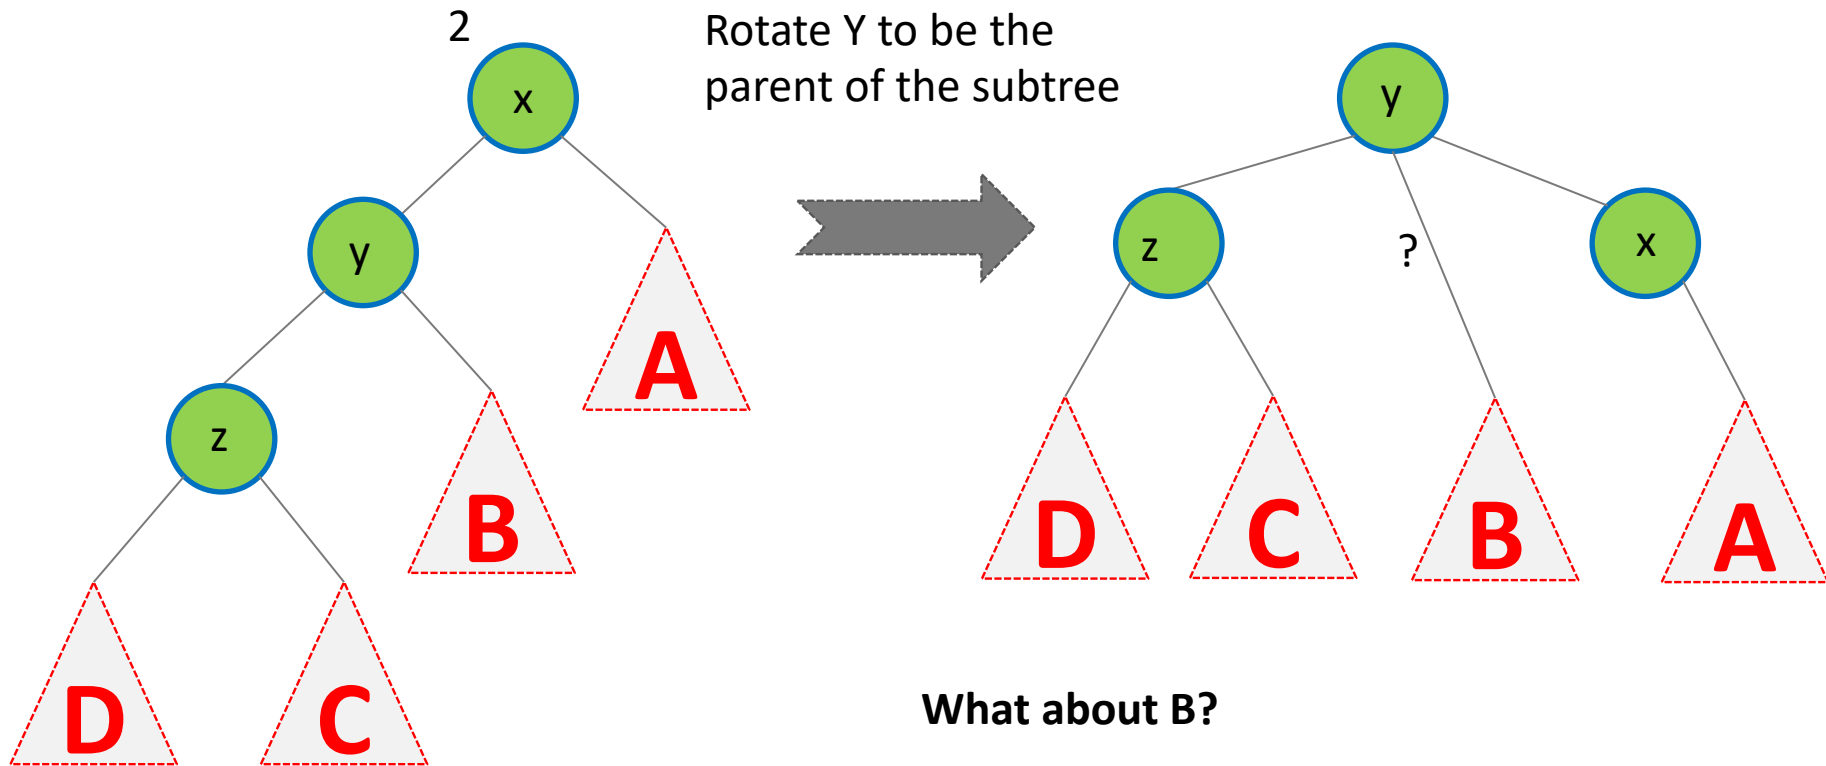 2
Rotate Y to be the
parent of the subtree
x
y
y
z
?
x
A
z
B
D
C
B
A
D
C
What about B?